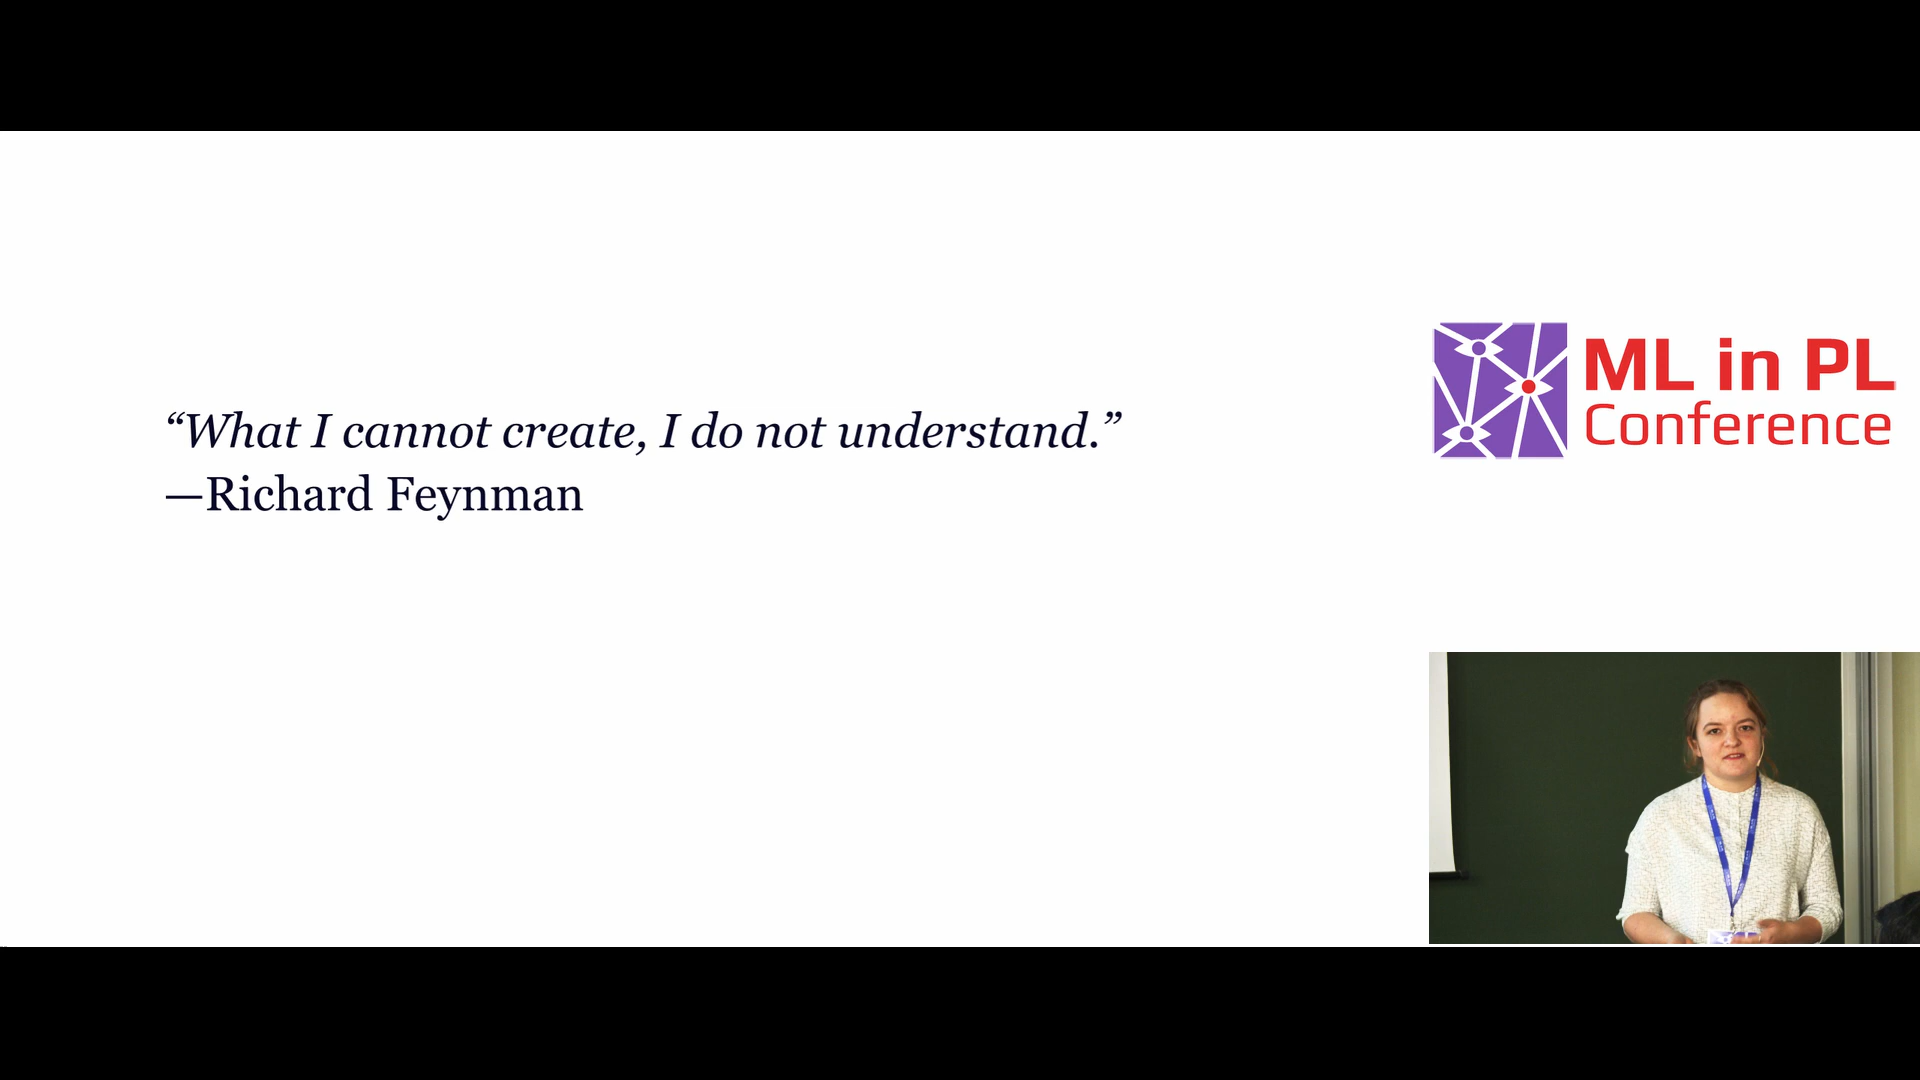 “What I cannot create, I do not understand.”
—Richard Feynman
ML in PL
Conference